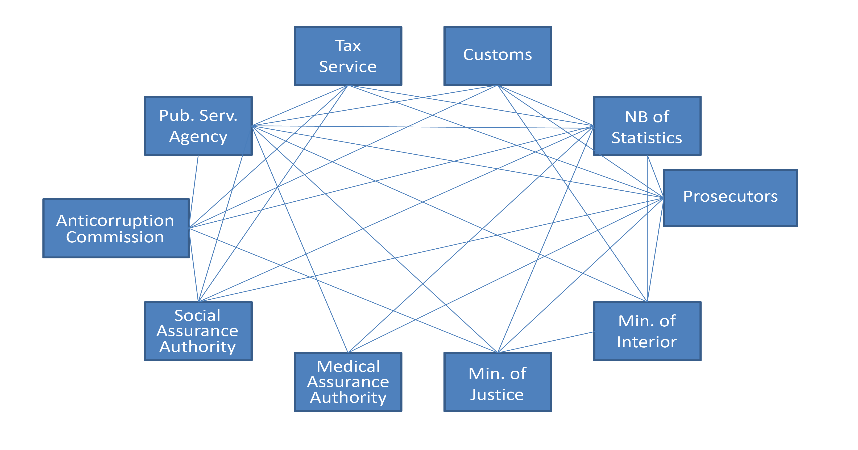 Tax
Service
Customs
Pub. Serv.
Agency
NB of
Statistics
Prosecutors
Anticorruption
Commission
Social
Assurance
Authority
Min. of
Interior
Medical
Assurance
Authority
Min. of
Justice